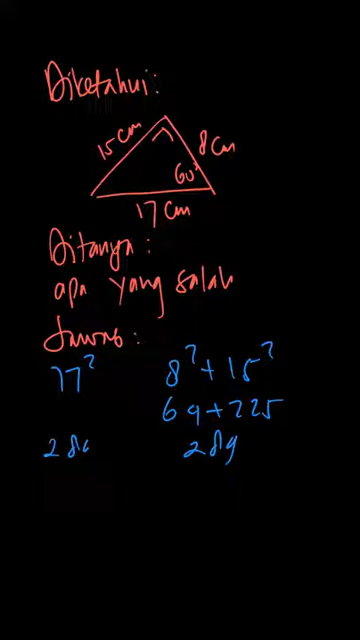 Diketahui:
15 cm
8 cm
60°
17 cm
Ditanya:
apa yang salah
Jawab:
17² 8² + 15²
64 + 225
289 289